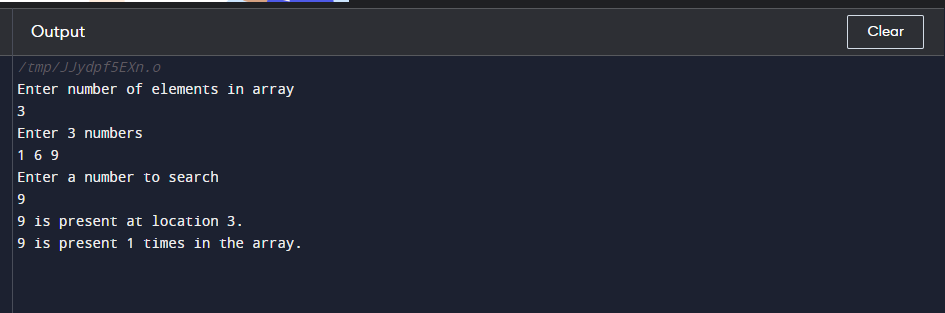 Output
Clear
/tmp/JJydpf5EXn.o
Enter number of elements in array
3
Enter 3 numbers
1 6 9
Enter a number to search
9
9 is present at location 3.
9 is present 1 times in the array.